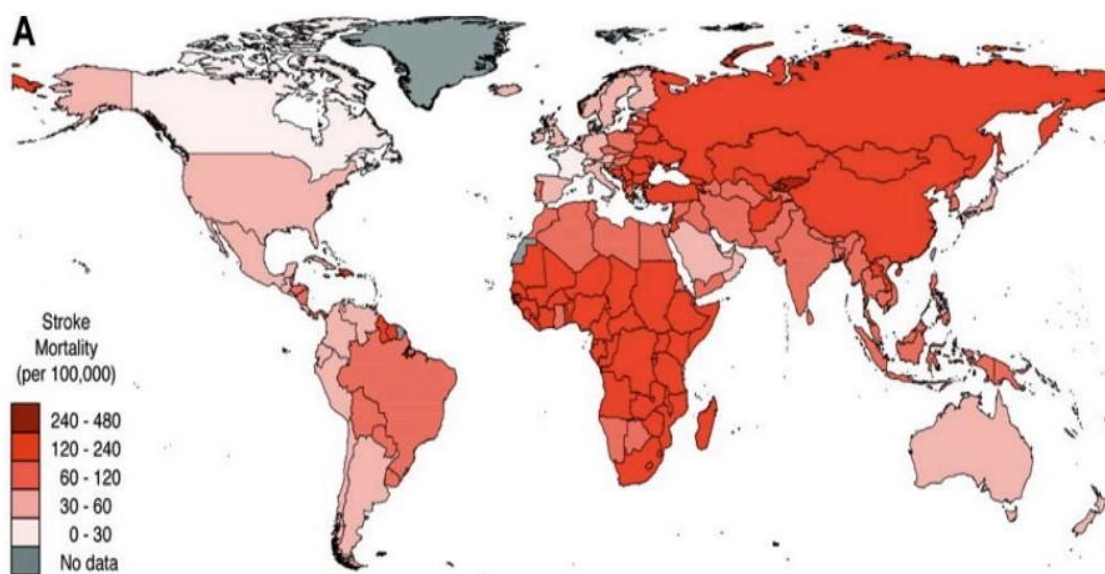 A
Stroke
Mortality
(per 100,000)
240 - 480
120 - 240
60 - 120
30 - 60
0 - 30
No data